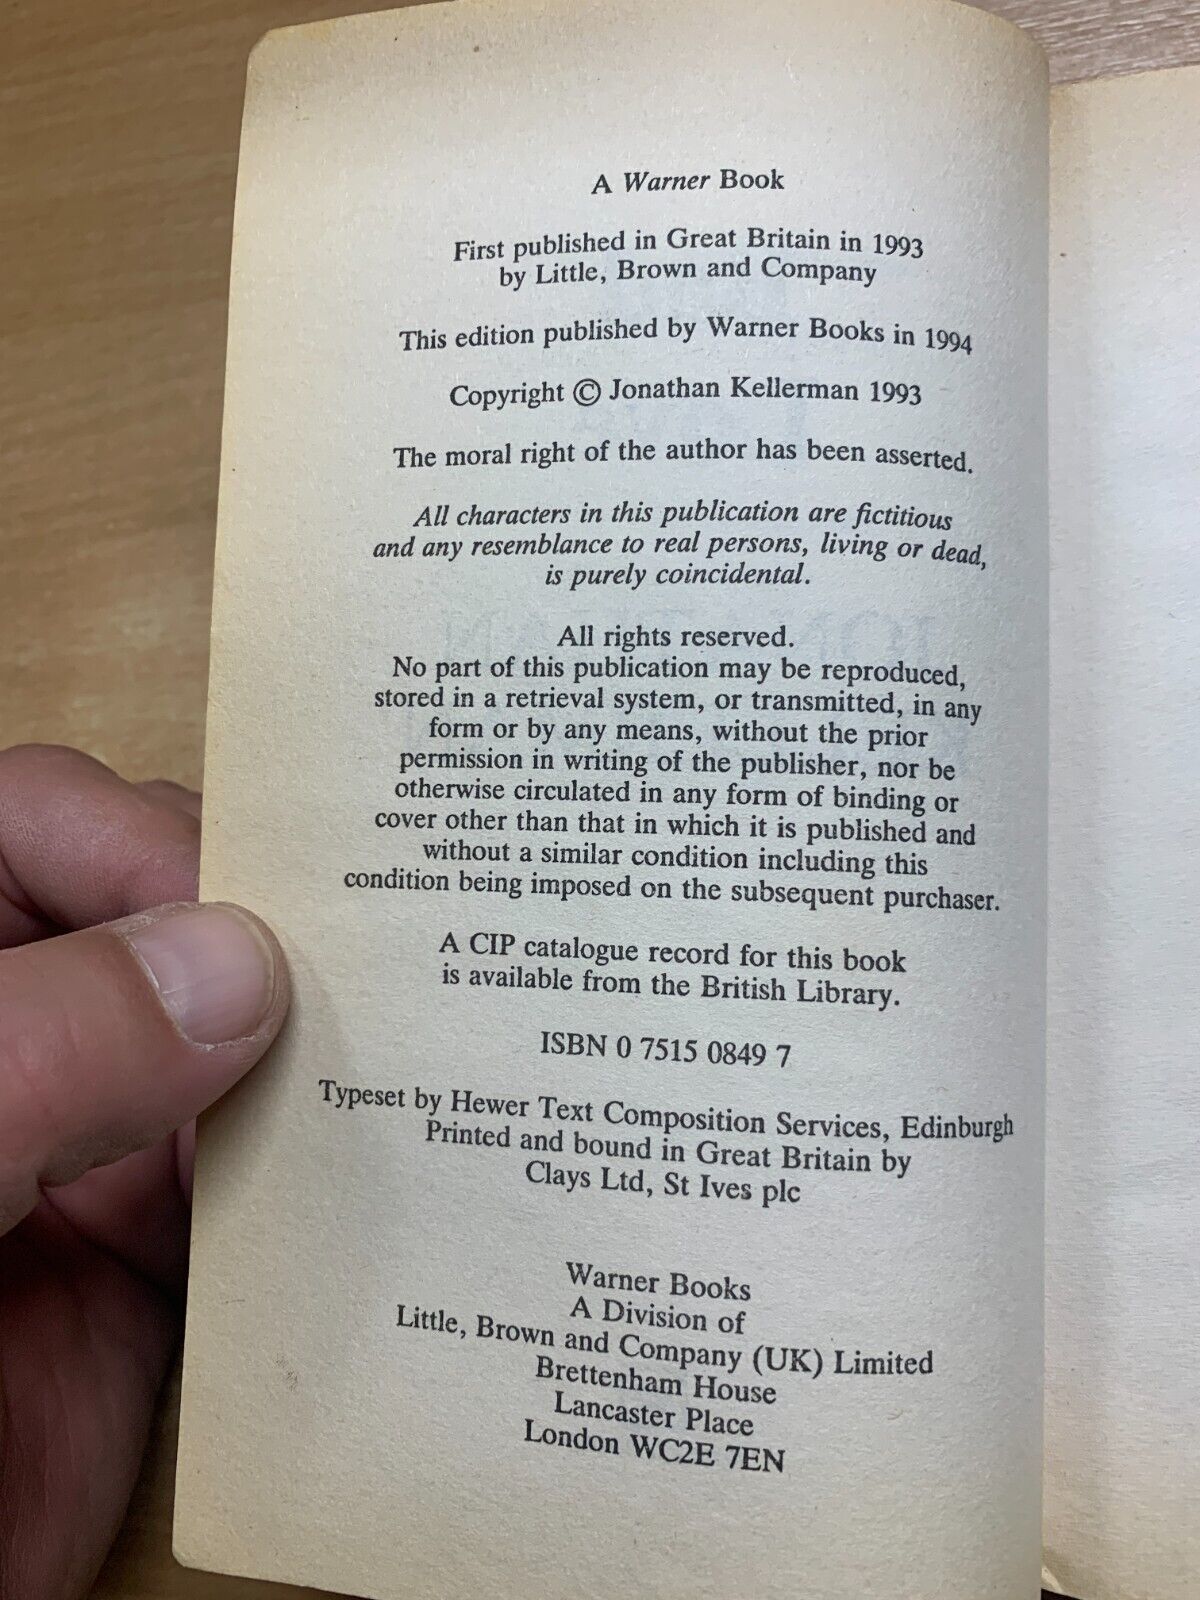 A Warner Book
First published in Great Britain in 1993
by Little, Brown and Company
This edition published by Warner Books in 1994
Copyright © Jonathan Kellerman 1993
The moral right of the author has been asserted.
All characters in this publication are fictitious
and any resemblance to real persons, living or dead,
is purely coincidental.
All rights reserved.
No part of this publication may be reproduced,
stored in a retrieval system, or transmitted, in any
form or by any means, without the prior
permission in writing of the publisher, nor be
otherwise circulated in any form of binding or
cover other than that in which it is published and
without a similar condition including this
condition being imposed on the subsequent purchaser.
A CIP catalogue record for this book
is available from the British Library.
ISBN 0 7515 0849 7
Typeset by Hewer Text Composition Services, Edinburgh
Printed and bound in Great Britain by
Clays Ltd, St Ives plc
Warner Books
A Division of
Little, Brown and Company (UK) Limited
Brettenham House
Lancaster Place
London WC2E 7EN